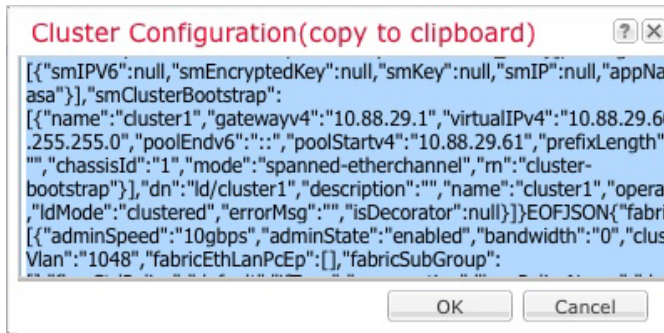 Cluster Configuration(copy to clipboard)
[{"smIPV6":null,"smEncryptedKey":null,"smKey":null,"smIP":null,"appNa
asa"}],"smClusterBootstrap":
[{"name":"cluster1","gatewayv4":"10.88.29.1","virtualIPv4":"10.88.29.6
.255.255.0","poolEndv6":"::","poolStartv4":"10.88.29.61","prefixLength"
"","chassisId":"1","mode":"spanned-etherchannel","rn":"cluster-
bootstrap"}],"dn":"ld/cluster1","description":"","name":"cluster1","opera
,"ldMode":"clustered","errorMsg":"","isDecorator":null}]}EOFJSON{"fabri
[{"adminSpeed":"10gbps","adminState":"enabled","bandwidth":"0","clus
Vlan":"1048","fabricEthLanPcEp":[],"fabricSubGroup":
OK
Cancel